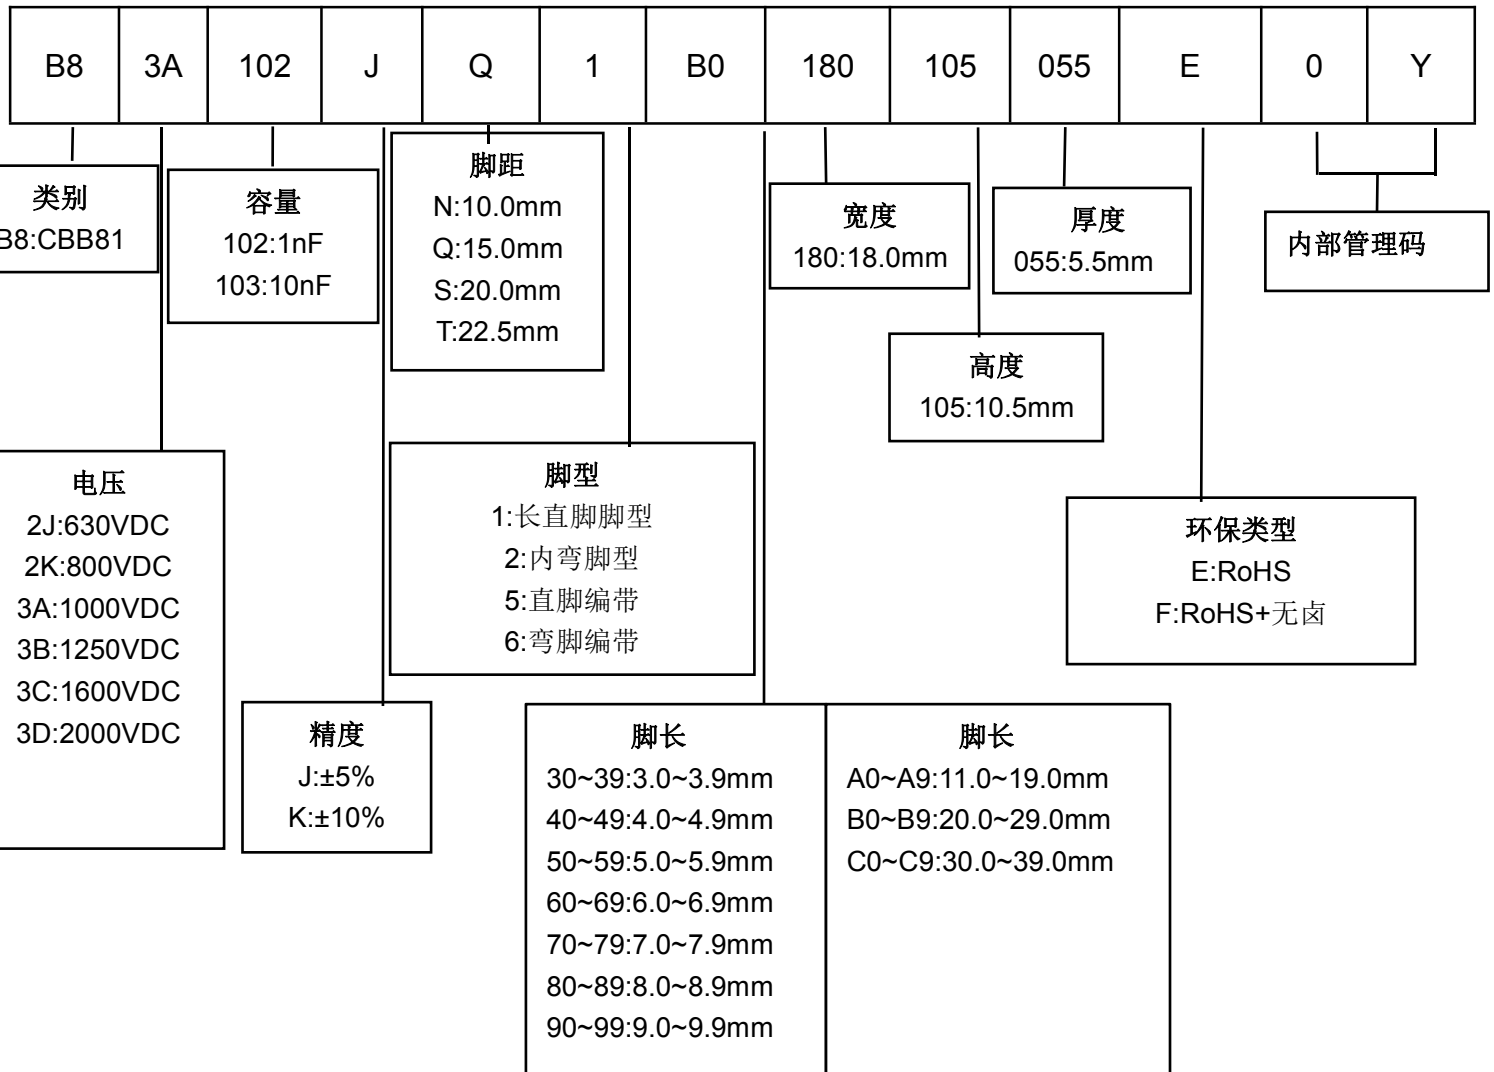 B8 3A 102 J Q 1 B0 180 105 055 E 0 Y
类别
B8:CBB81
容量
102:1nF
103:10nF
脚距
N:10.0mm
Q:15.0mm
S:20.0mm
T:22.5mm
宽度
180:18.0mm
厚度
055:5.5mm
内部管理码
高度
105:10.5mm
电压
2J:630VDC
2K:800VDC
3A:1000VDC
3B:1250VDC
3C:1600VDC
3D:2000VDC
脚型
1:长直脚脚型
2:内弯脚型
5:直脚编带
6:弯脚编带
环保类型
E:RoHS
F:RoHS+无卤
精度
J:±5%
K:±10%
脚长
30~39:3.0~3.9mm
40~49:4.0~4.9mm
50~59:5.0~5.9mm
60~69:6.0~6.9mm
70~79:7.0~7.9mm
80~89:8.0~8.9mm
90~99:9.0~9.9mm
脚长
A0~A9:11.0~19.0mm
B0~B9:20.0~29.0mm
C0~C9:30.0~39.0mm